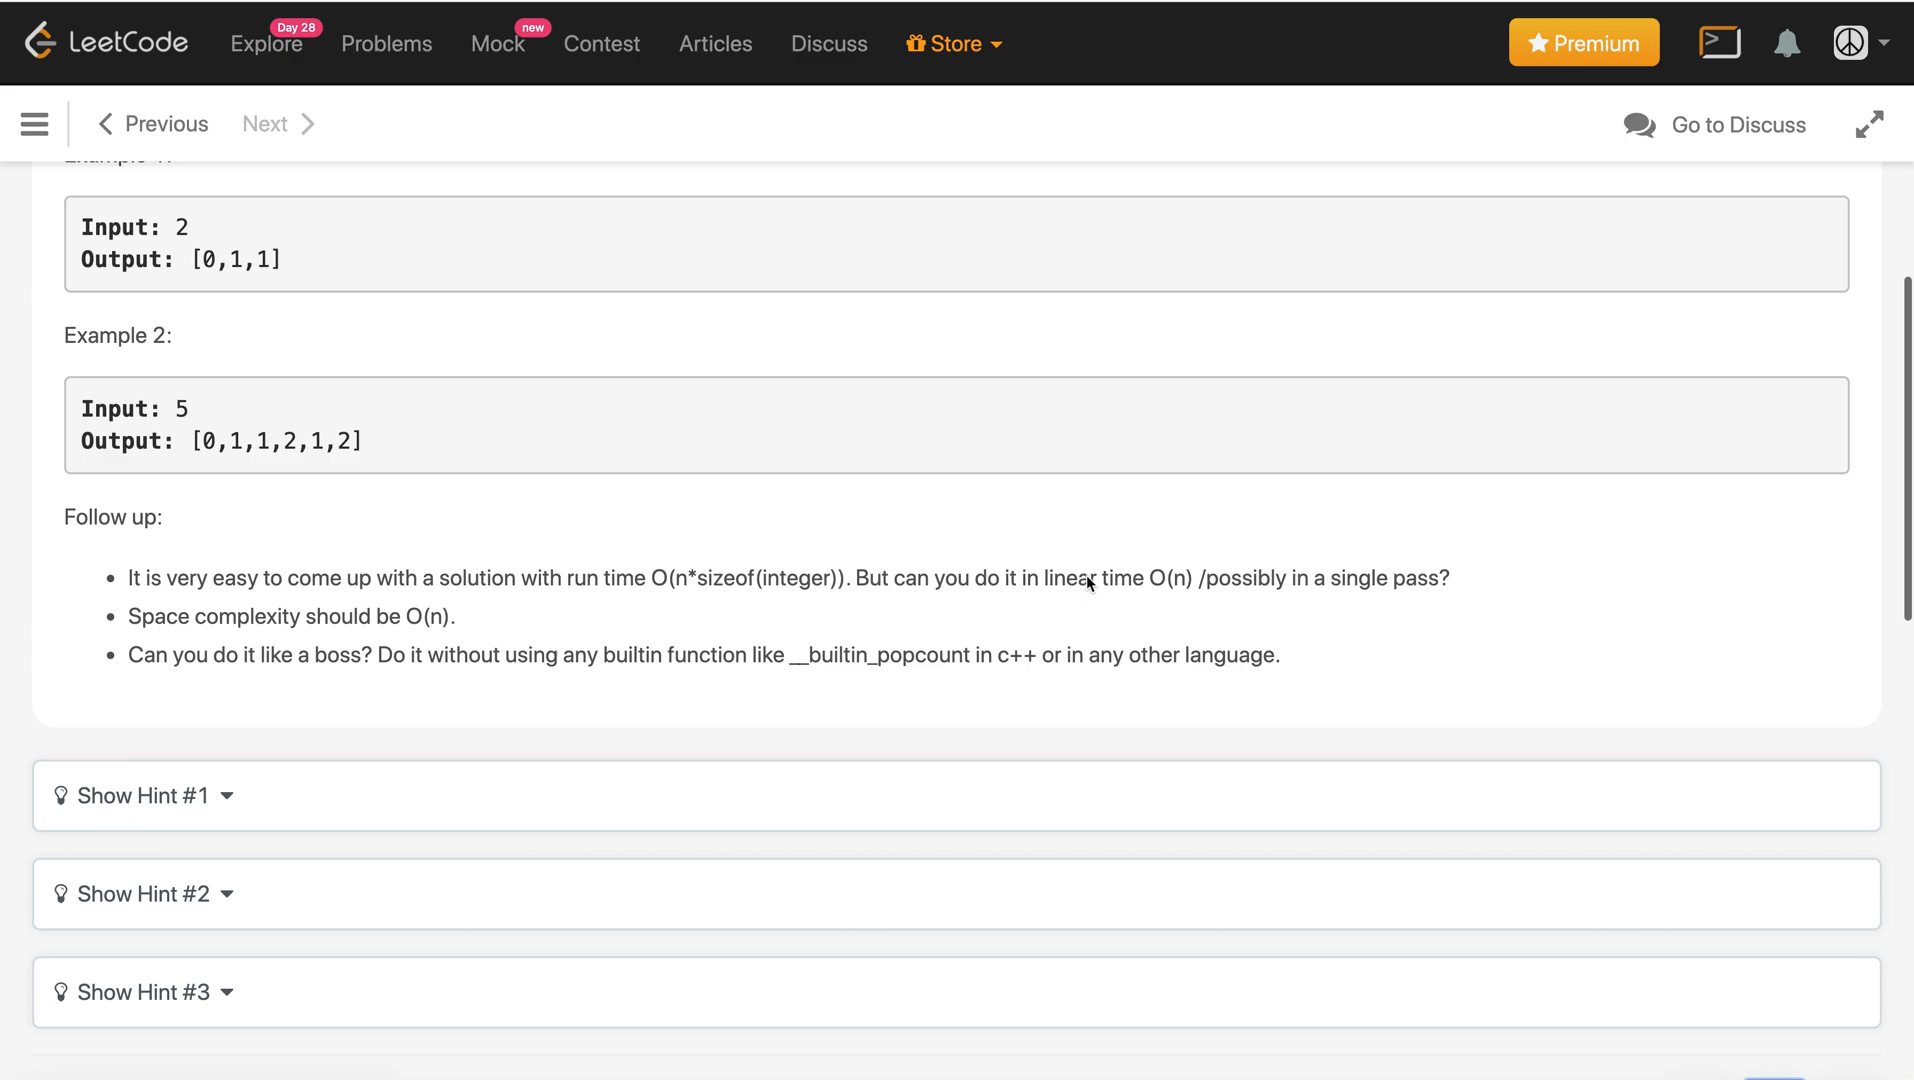 Day 28
new
LeetCode Explore Problems Mock Contest Articles Discuss Store Premium
Previous Next Go to Discuss
Input: 2
Output: [0,1,1]
Example 2:
Input: 5
Output: [0,1,1,2,1,2]
Follow up:
• It is very easy to come up with a solution with run time O(n*sizeof(integer)). But can you do it in linear time O(n) /possibly in a single pass?
• Space complexity should be O(n).
• Can you do it like a boss? Do it without using any builtin function like __builtin_popcount in c++ or in any other language.
Show Hint #1
Show Hint #2
Show Hint #3